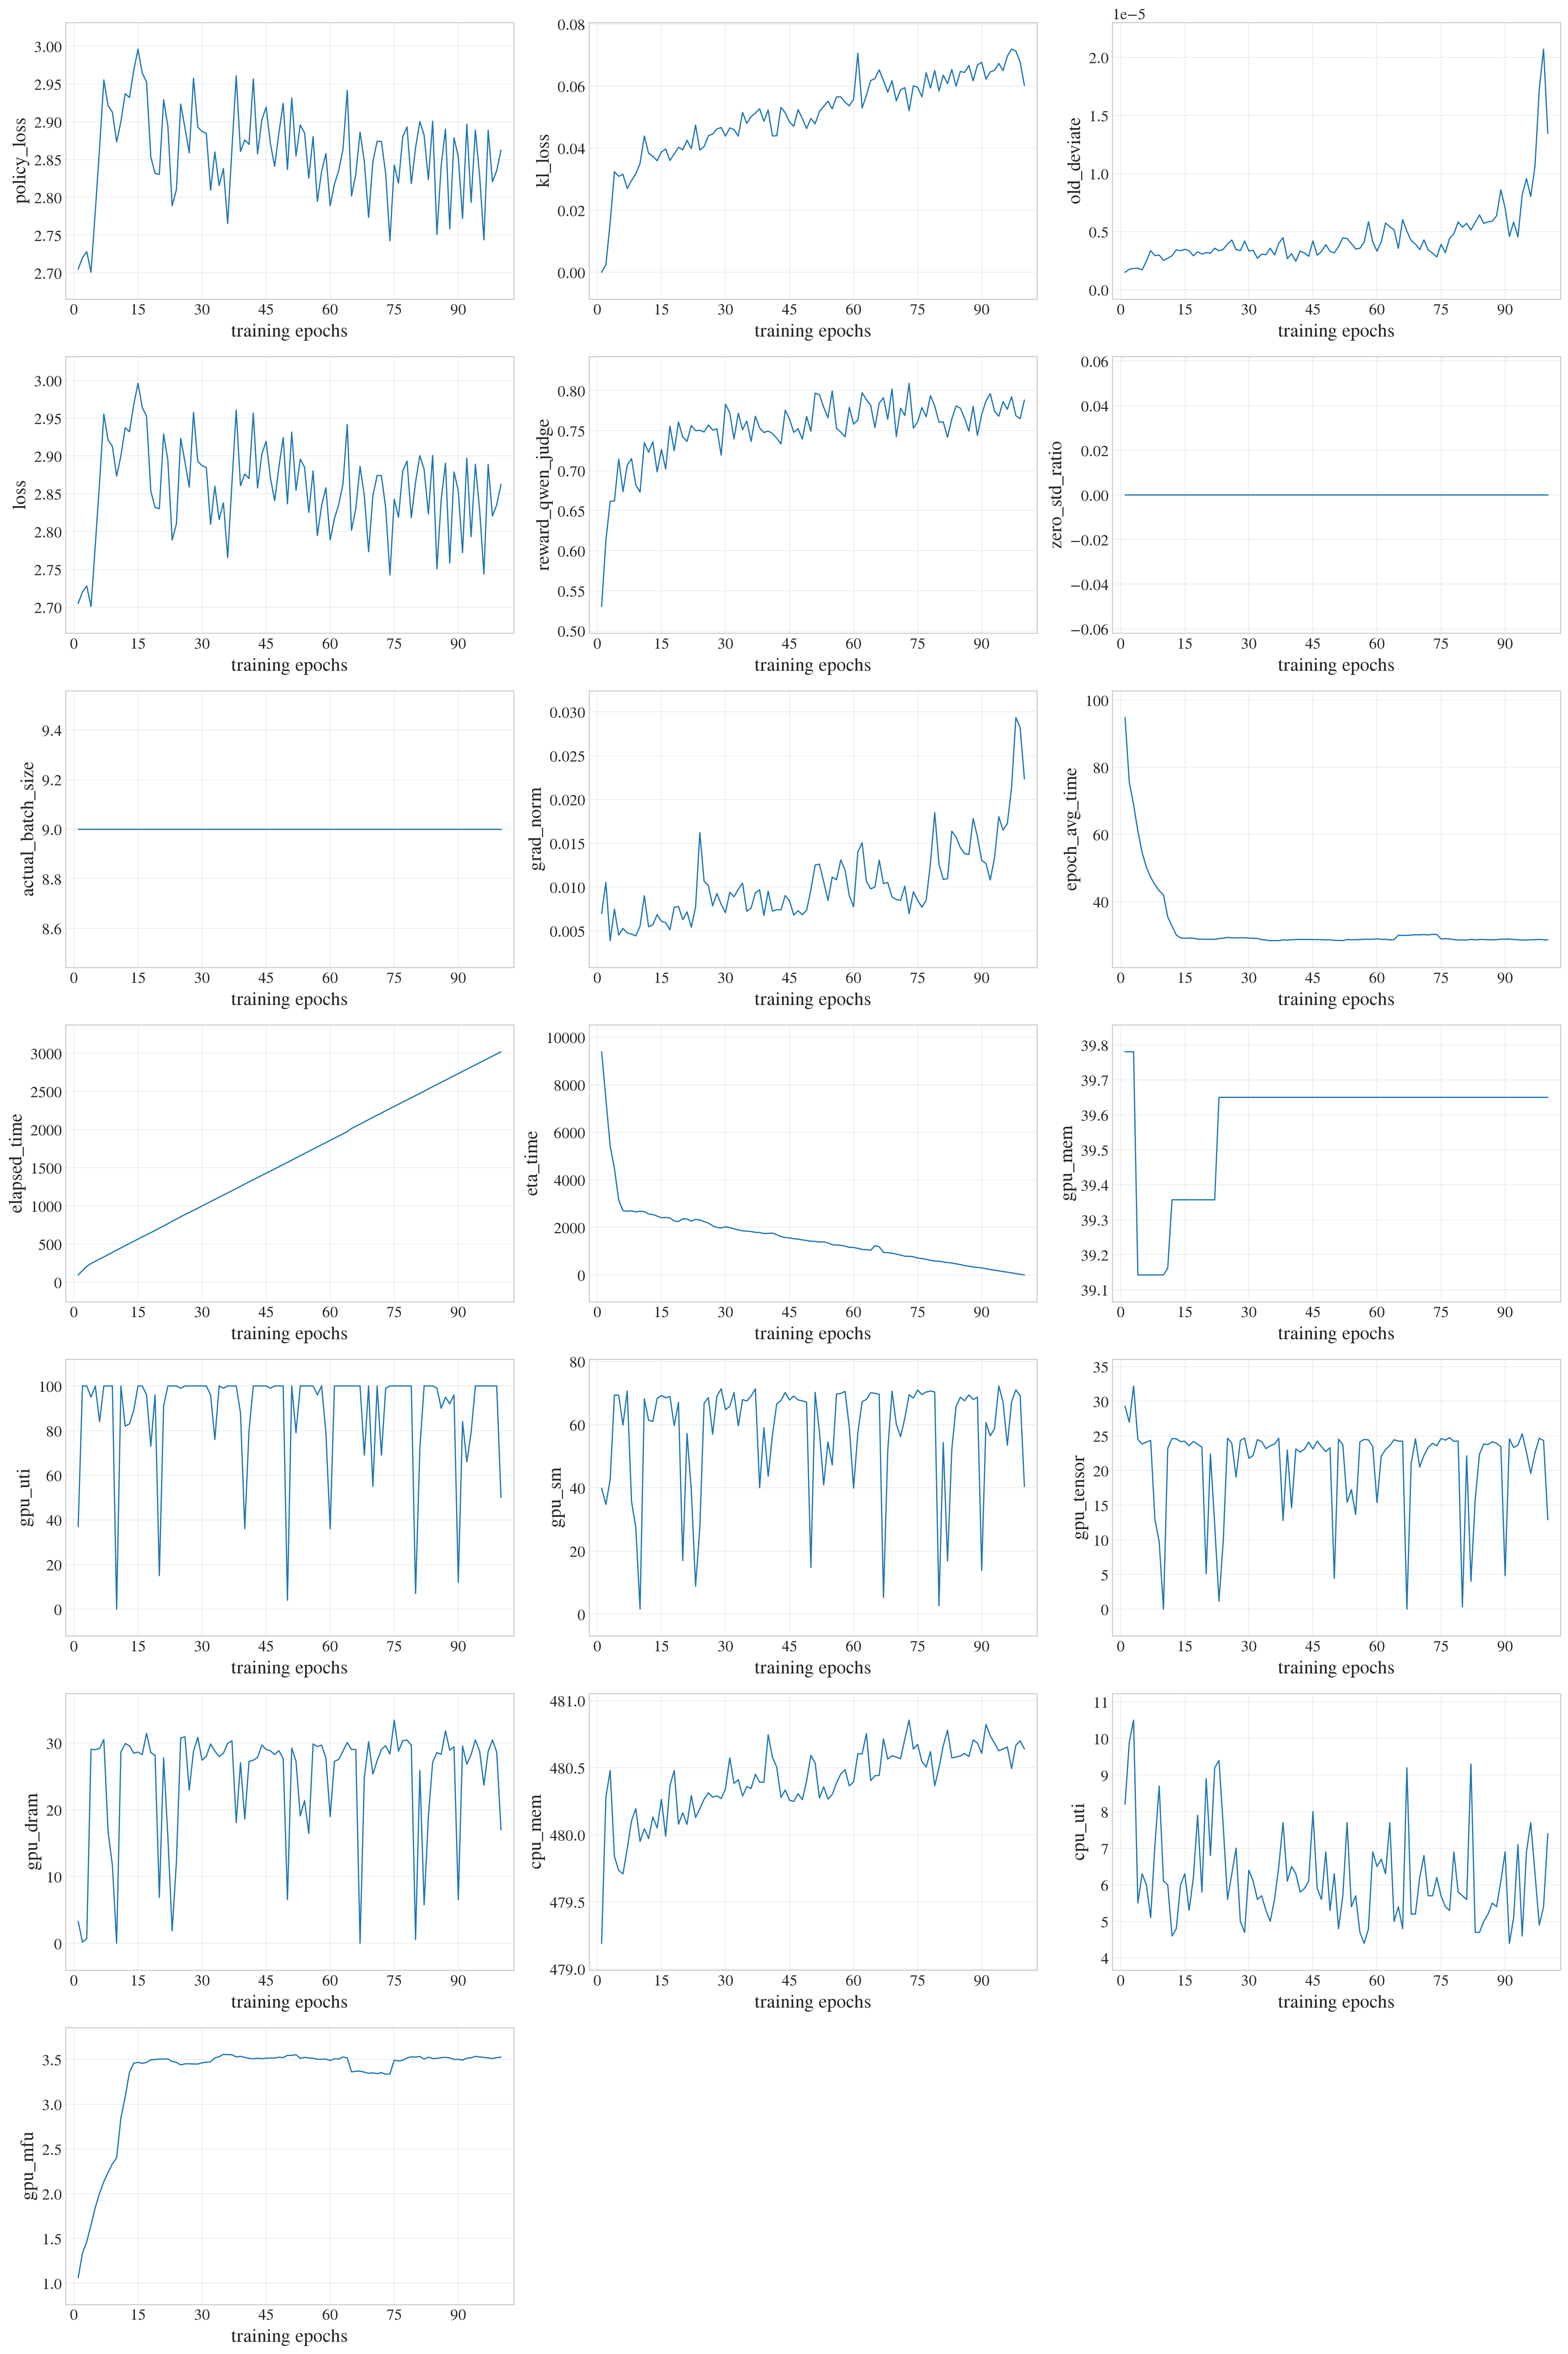 policy_loss
3.00
2.95
2.90
2.85
2.80
2.75
2.70
0 15 30 45 60 75 90
training epochs
kl_loss
0.08
0.06
0.04
0.02
0.00
0 15 30 45 60 75 90
training epochs
1e−5
old_deviate
2.0
1.5
1.0
0.5
0.0
0 15 30 45 60 75 90
training epochs
loss
3.00
2.95
2.90
2.85
2.80
2.75
2.70
0 15 30 45 60 75 90
training epochs
reward_qwen_judge
0.80
0.75
0.70
0.65
0.60
0.55
0.50
0 15 30 45 60 75 90
training epochs
zero_std_ratio
0.06
0.04
0.02
0.00
−0.02
−0.04
−0.06
0 15 30 45 60 75 90
training epochs
actual_batch_size
9.4
9.2
9.0
8.8
8.6
0 15 30 45 60 75 90
training epochs
grad_norm
0.030
0.025
0.020
0.015
0.010
0.005
0 15 30 45 60 75 90
training epochs
epoch_avg_time
100
80
60
40
0 15 30 45 60 75 90
training epochs
elapsed_time
3000
2500
2000
1500
1000
500
0
0 15 30 45 60 75 90
training epochs
eta_time
10000
8000
6000
4000
2000
0
0 15 30 45 60 75 90
training epochs
gpu_mem
39.8
39.7
39.6
39.5
39.4
39.3
39.2
39.1
0 15 30 45 60 75 90
training epochs
gpu_uti
100
80
60
40
20
0
0 15 30 45 60 75 90
training epochs
gpu_sm
80
60
40
20
0
0 15 30 45 60 75 90
training epochs
gpu_tensor
35
30
25
20
15
10
5
0
0 15 30 45 60 75 90
training epochs
gpu_dram
30
20
10
0
0 15 30 45 60 75 90
training epochs
cpu_mem
481.0
480.5
480.0
479.5
479.0
0 15 30 45 60 75 90
training epochs
cpu_uti
11
10
9
8
7
6
5
4
0 15 30 45 60 75 90
training epochs
gpu_mfu
3.5
3.0
2.5
2.0
1.5
1.0
0 15 30 45 60 75 90
training epochs